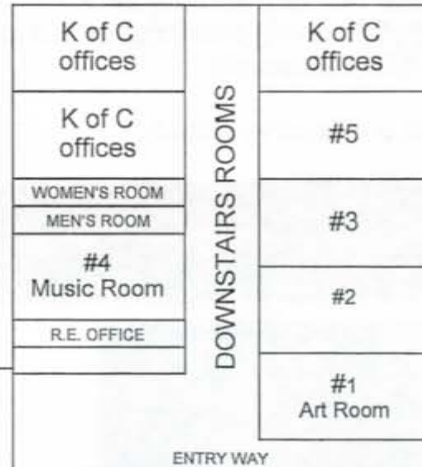 K of C
offices
K of C
offices
WOMEN'S ROOM
MEN'S ROOM
#4
Music Room
R.E. OFFICE
DOWNSTAIRS ROOMS
K of C
offices
#5
#3
#2
#1
Art Room
ENTRY WAY